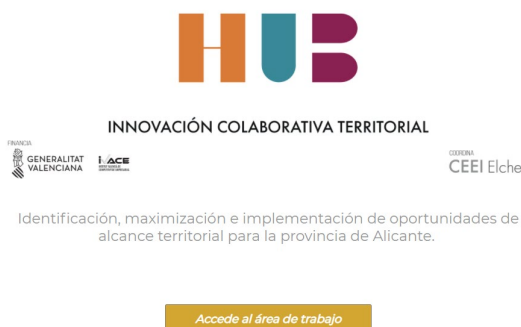 HUB
INNOVACIÓN COLABORATIVA TERRITORIAL
FINANCIA
GENERALITAT
VALENCIANA
IVACE
COORDINA
CEEI Elche
Identificación, maximización e implementación de oportunidades de
alcance territorial para la provincia de Alicante.
Accede al área de trabajo